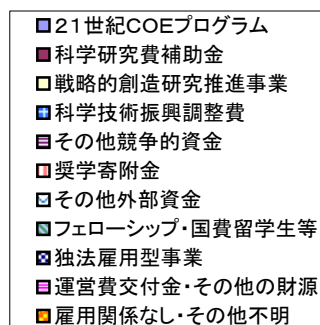 21世紀COEプログラム
科学研究費補助金
戦略的創造研究推進事業
科学技術振興調整費
その他競争的資金
奨学寄附金
その他外部資金
フェローシップ・国費留学生等
独法雇用型事業
運営費交付金・その他の財源
雇用関係なし・その他不明